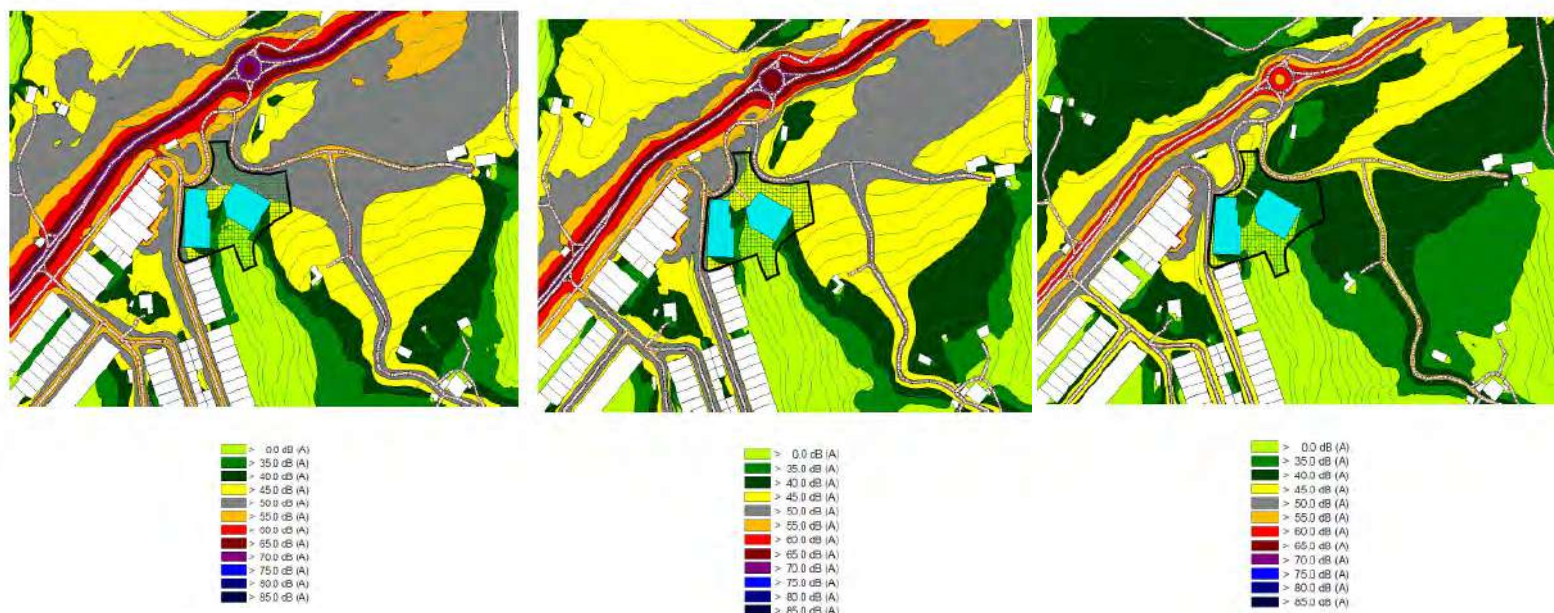 > 0.0 dB (A)
> 35.0 dB (A)
> 40.0 dB (A)
> 45.0 dB (A)
> 50.0 dB (A)
> 55.0 dB (A)
> 60.0 dB (A)
> 65.0 dB (A)
> 70.0 dB (A)
> 75.0 dB (A)
> 80.0 dB (A)
> 85.0 dB (A)
> 0.0 dB (A)
> 35.0 dB (A)
> 40.0 dB (A)
> 45.0 dB (A)
> 50.0 dB (A)
> 55.0 dB (A)
> 60.0 dB (A)
> 65.0 dB (A)
> 70.0 dB (A)
> 75.0 dB (A)
> 80.0 dB (A)
> 85.0 dB (A)
> 0.0 dB (A)
> 35.0 dB (A)
> 40.0 dB (A)
> 45.0 dB (A)
> 50.0 dB (A)
> 55.0 dB (A)
> 60.0 dB (A)
> 65.0 dB (A)
> 70.0 dB (A)
> 75.0 dB (A)
> 80.0 dB (A)
> 85.0 dB (A)